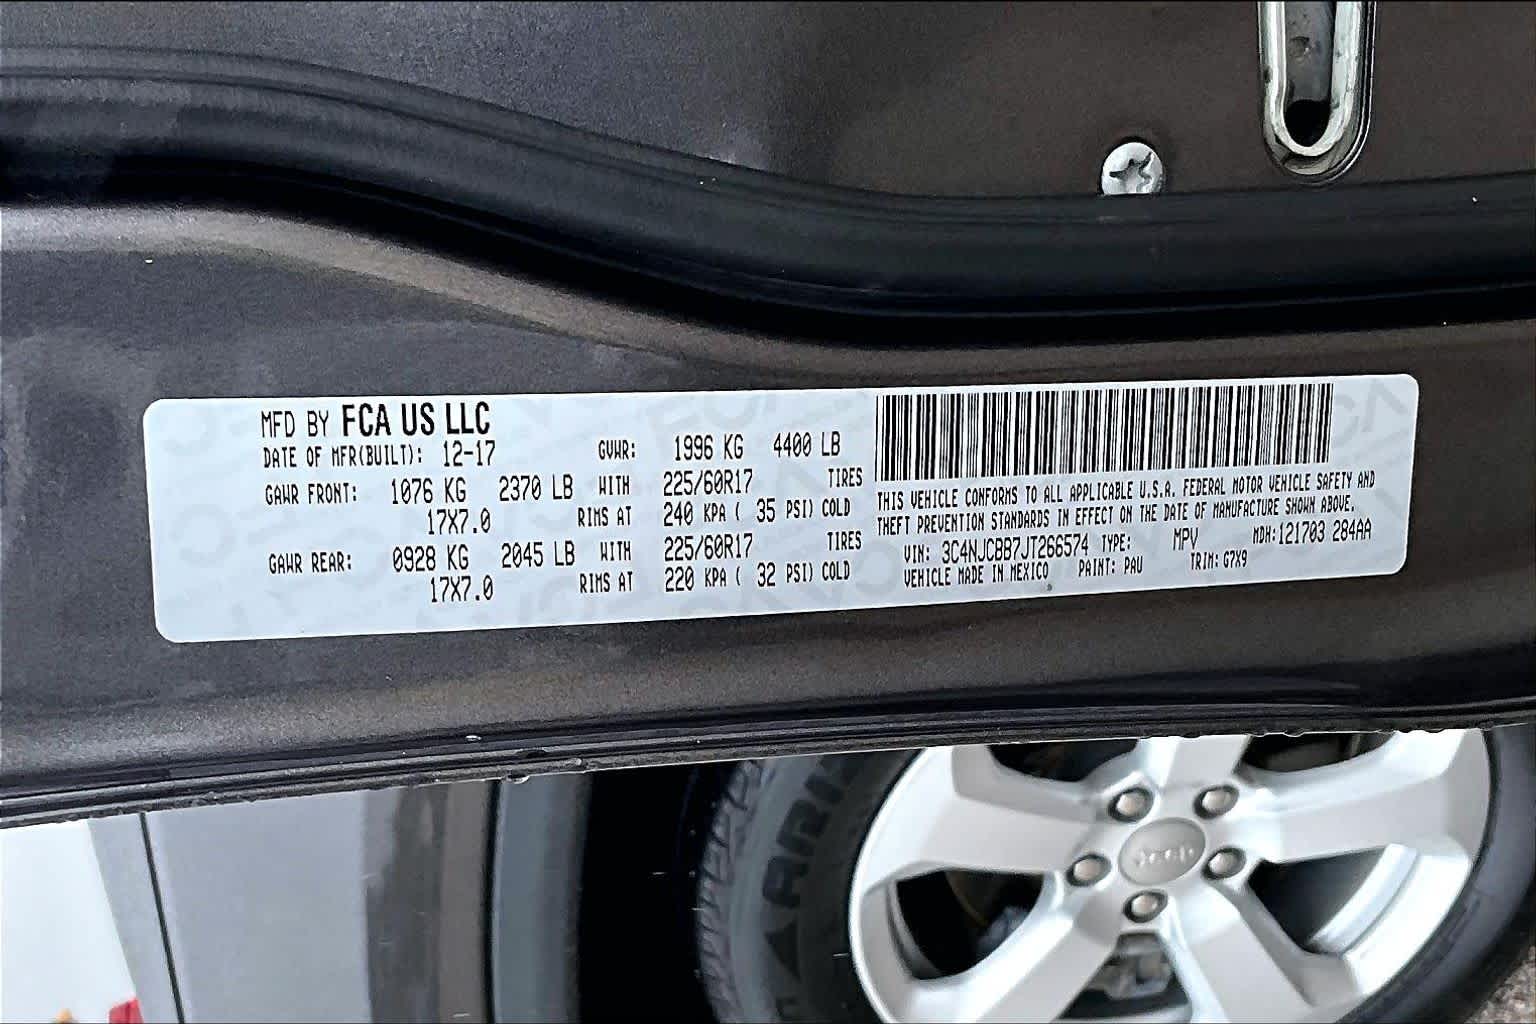 MFD BY FCA US LLC
DATE OF MFR(BUILT): 12-17 GVWR: 1996 KG 4400 LB
GAWR FRONT: 1076 KG 2370 LB WITH 225/60R17 TIRES
17X7.0 RIMS AT 240 KPA ( 35 PSI) COLD
GAWR REAR: 0928 KG 2045 LB WITH 225/60R17 TIRES
17X7.0 RIMS AT 220 KPA ( 32 PSI) COLD
THIS VEHICLE CONFORMS TO ALL APPLICABLE U.S.A. FEDERAL MOTOR VEHICLE SAFETY AND
THEFT PREVENTION STANDARDS IN EFFECT ON THE DATE OF MANUFACTURE SHOWN ABOVE.
VIN: 3C4NJCBB7JT266574 TYPE: MPV MDH:121703 284AA
VEHICLE MADE IN MEXICO PAINT: PAU TRIM: G7X9
Jeep